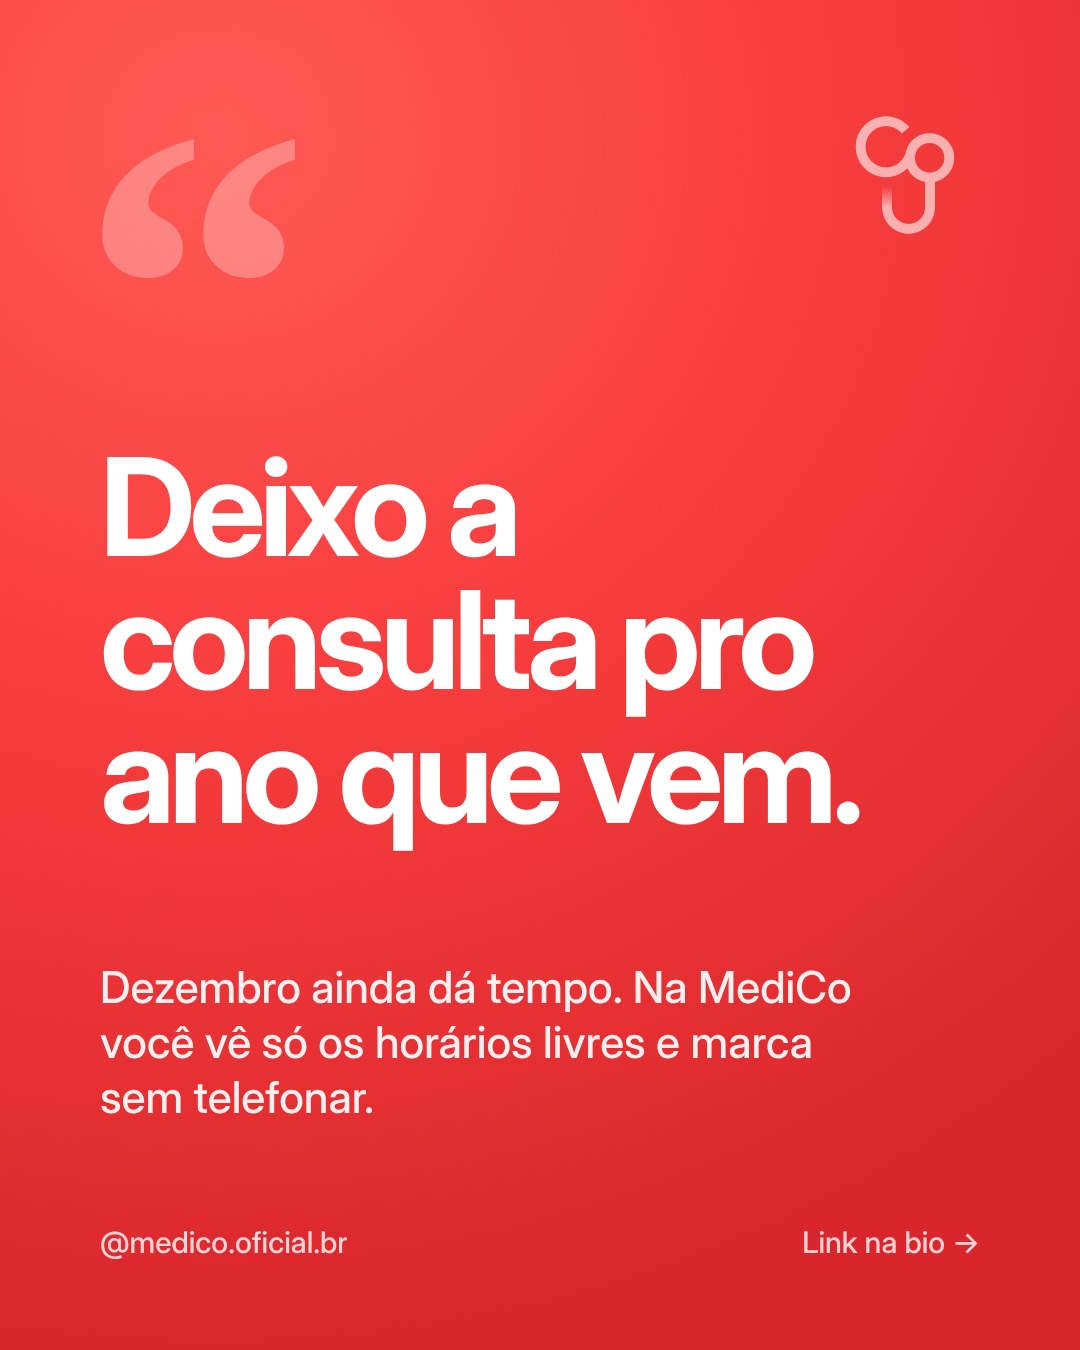 “
Deixo a
consulta pro
ano que vem.
Dezembro ainda dá tempo. Na MediCo
você vê só os horários livres e marca
sem telefonar.
@medico.oficial.br
Link na bio →